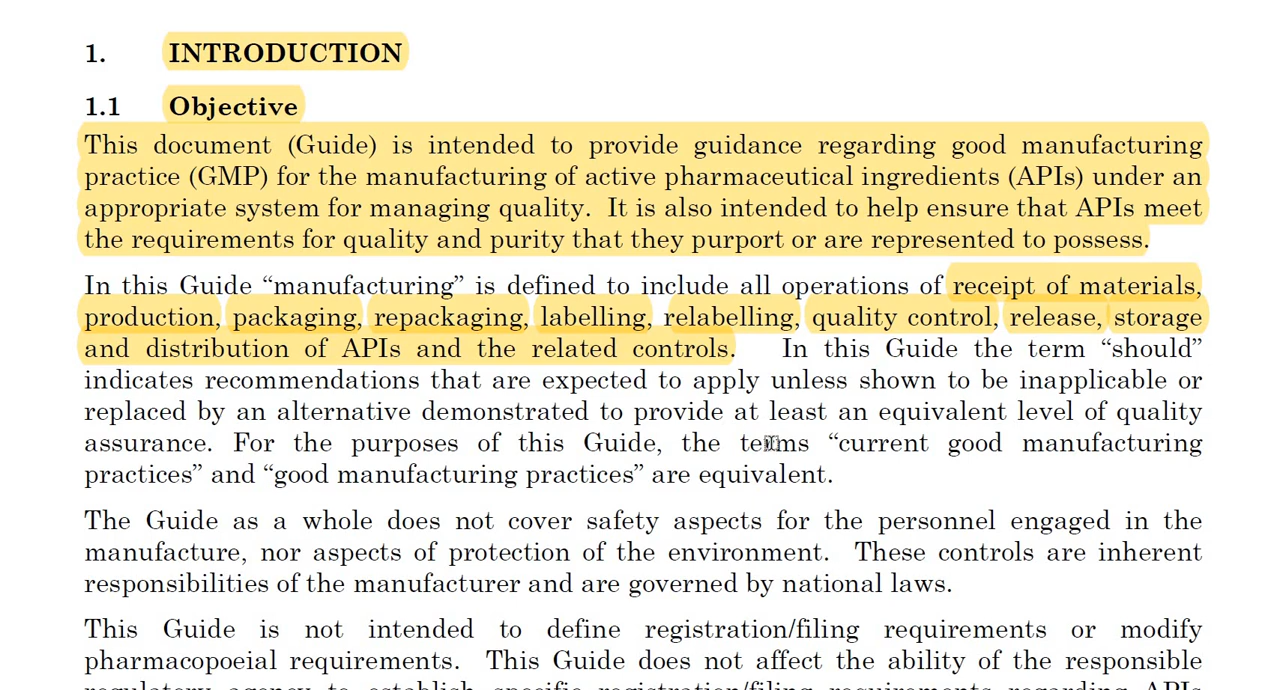 1. INTRODUCTION
1.1 Objective
This document (Guide) is intended to provide guidance regarding good manufacturing
practice (GMP) for the manufacturing of active pharmaceutical ingredients (APIs) under an
appropriate system for managing quality. It is also intended to help ensure that APIs meet
the requirements for quality and purity that they purport or are represented to possess.
In this Guide “manufacturing” is defined to include all operations of receipt of materials,
production, packaging, repackaging, labelling, relabelling, quality control, release, storage
and distribution of APIs and the related controls. In this Guide the term “should”
indicates recommendations that are expected to apply unless shown to be inapplicable or
replaced by an alternative demonstrated to provide at least an equivalent level of quality
assurance. For the purposes of this Guide, the terms “current good manufacturing
practices” and “good manufacturing practices” are equivalent.
The Guide as a whole does not cover safety aspects for the personnel engaged in the
manufacture, nor aspects of protection of the environment. These controls are inherent
responsibilities of the manufacturer and are governed by national laws.
This Guide is not intended to define registration/filing requirements or modify
pharmacopoeial requirements. This Guide does not affect the ability of the responsible
regulatory agency to establish specific registration/filing requirements regarding APIs